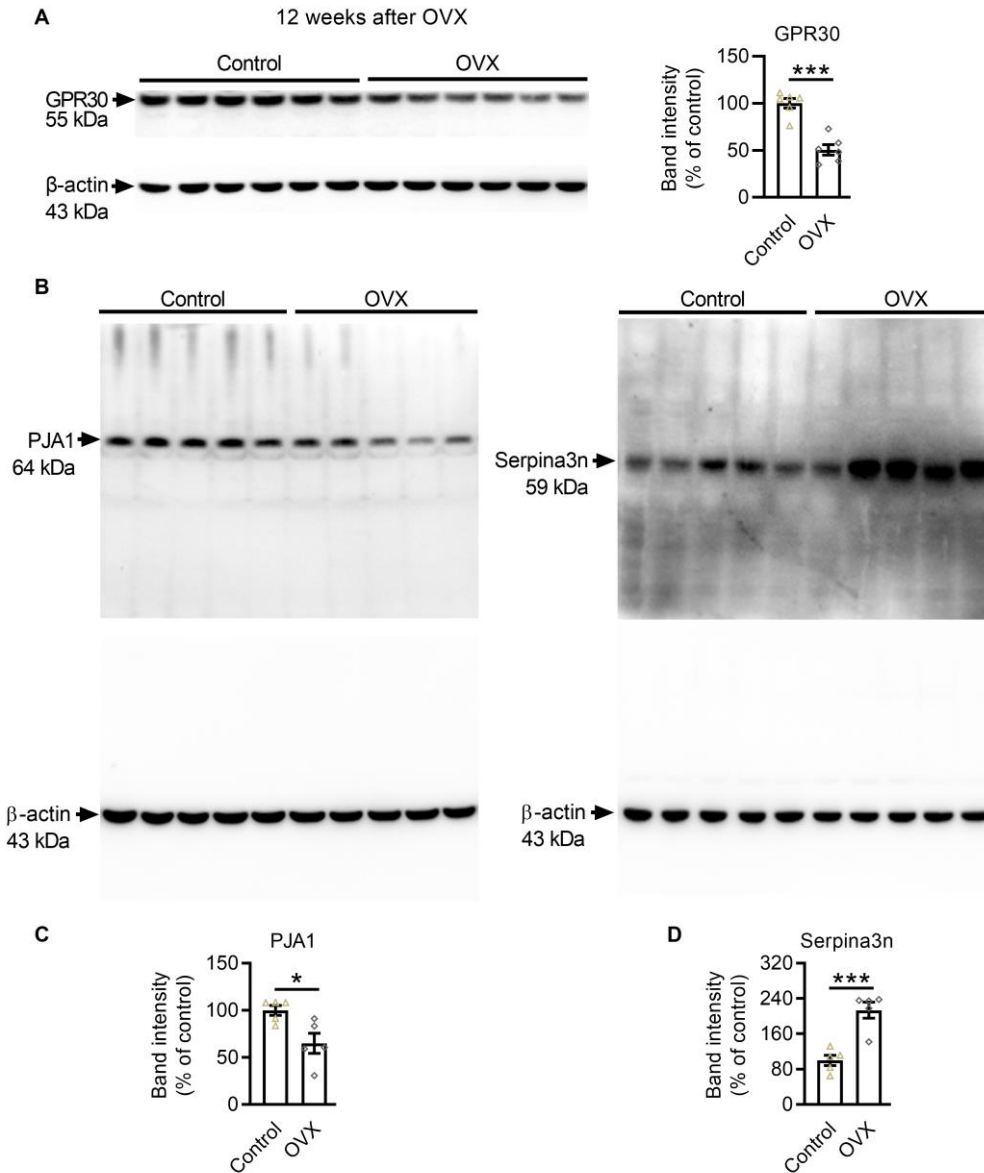 A
12 weeks after OVX
Control OVX
GPR30
55 kDa
β-actin
43 kDa
GPR30
***
Band intensity
(% of control)
150
100
50
0
Control OVX
B
Control OVX
PJA1
64 kDa
β-actin
43 kDa
Control OVX
Serpina3n
59 kDa
β-actin
43 kDa
C
PJA1
*
Band intensity
(% of control)
150
100
50
0
Control OVX
D
Serpina3n
***
Band intensity
(% of control)
320
240
160
80
0
Control OVX